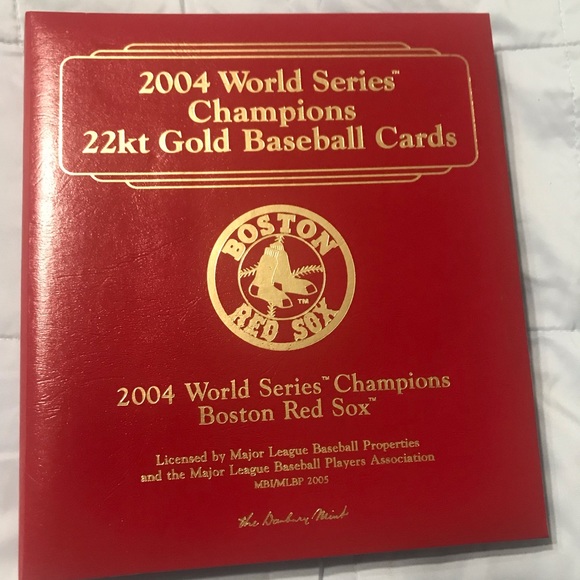 2004 World Series™
Champions
22kt Gold Baseball Cards
BOSTON
RED SOX
TM
2004 World Series™ Champions
Boston Red Sox™
Licensed by Major League Baseball Properties
and the Major League Baseball Players Association
MBI/MLBP 2005
the Danbury Mint